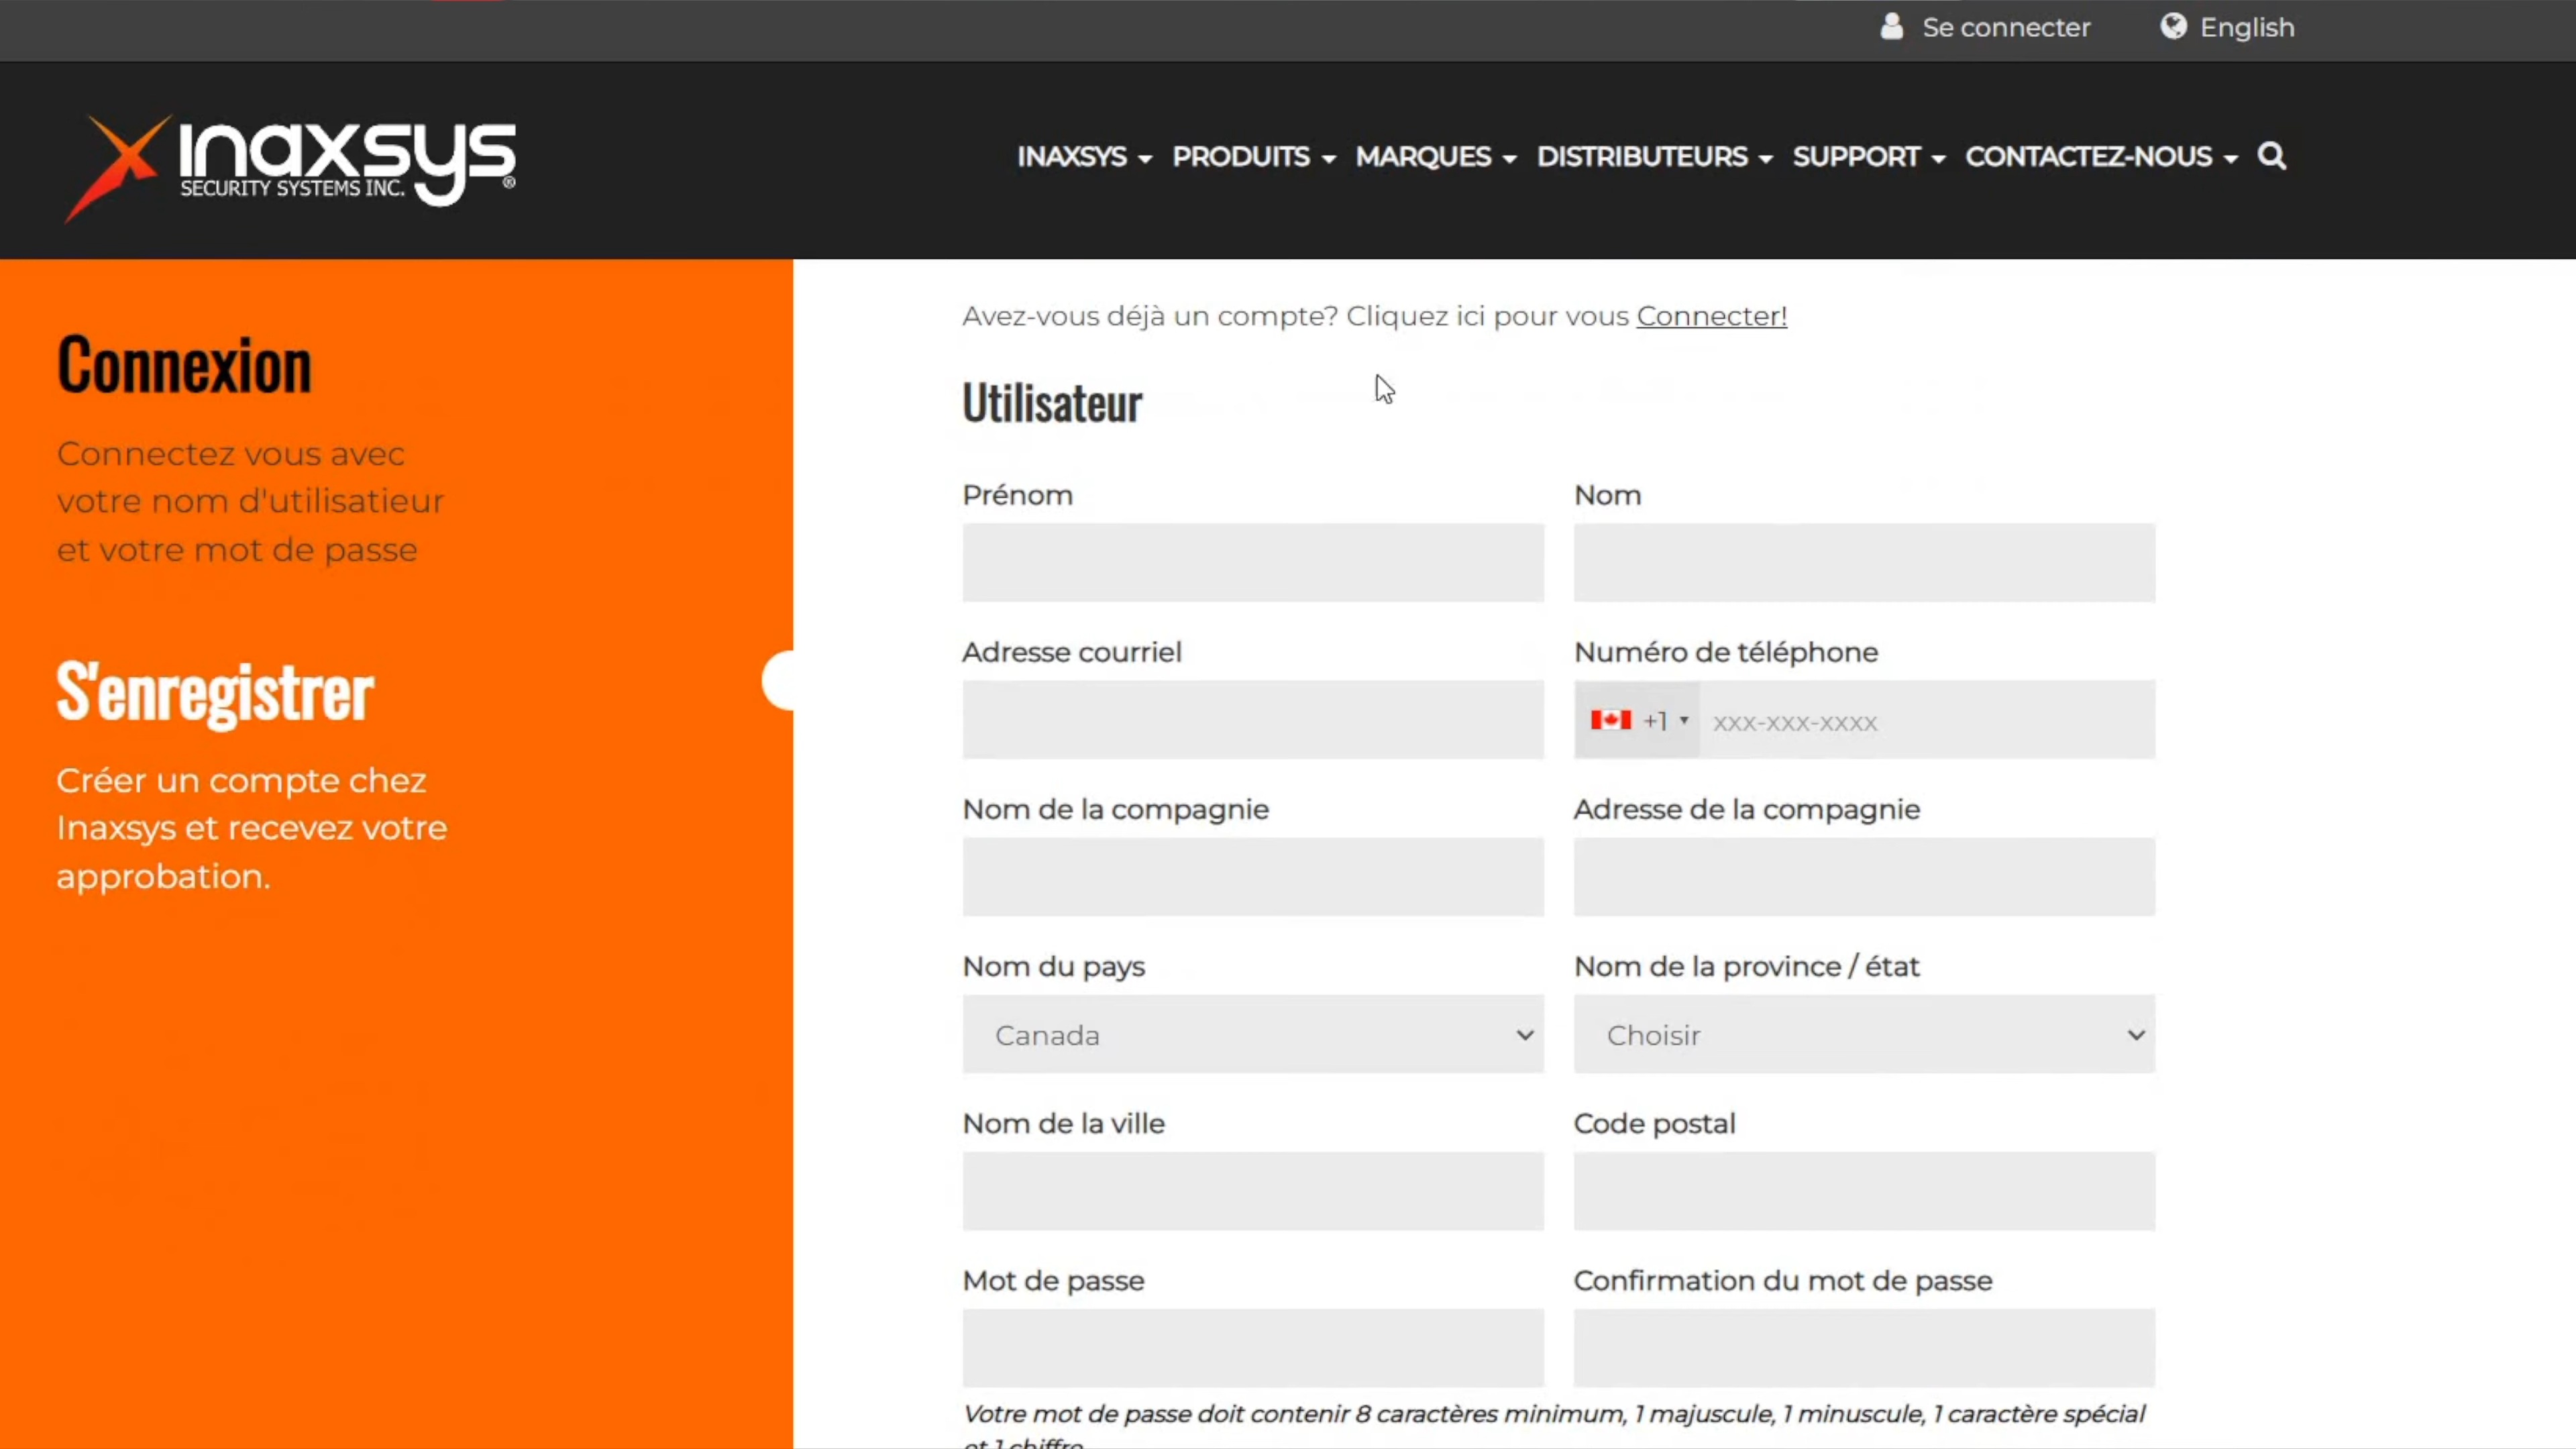 Se connecter English
inaxsys
SECURITY SYSTEMS INC. ®
INAXSYS PRODUITS MARQUES DISTRIBUTEURS SUPPORT CONTACTEZ-NOUS
Connexion
Connectez vous avec
votre nom d'utilisatieur
et votre mot de passe
S'enregistrer
Créer un compte chez
Inaxsys et recevez votre
approbation.
Avez-vous déjà un compte? Cliquez ici pour vous Connecter!
Utilisateur
Prénom Nom
Adresse courriel Numéro de téléphone
+1 xxx-xxx-xxxx
Nom de la compagnie Adresse de la compagnie
Nom du pays Nom de la province / état
Canada Choisir
Nom de la ville Code postal
Mot de passe Confirmation du mot de passe
Votre mot de passe doit contenir 8 caractères minimum, 1 majuscule, 1 minuscule, 1 caractère spécial
et 1 chiffre